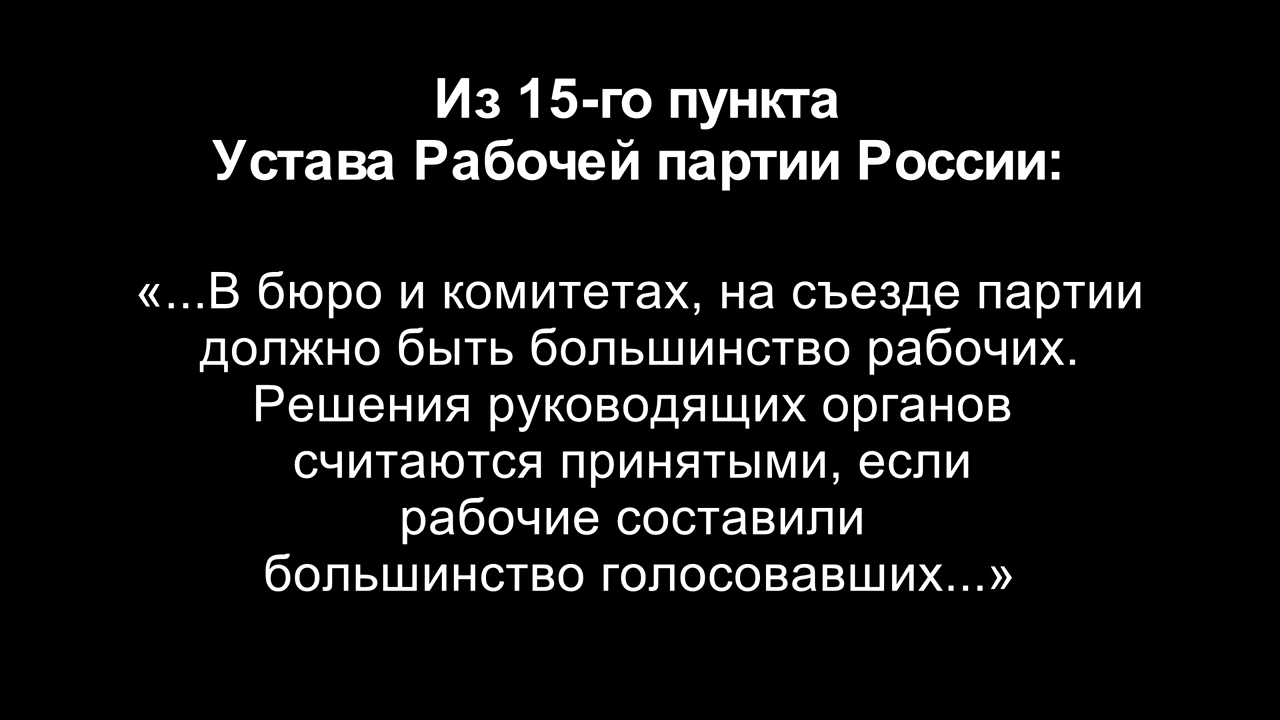 Из 15-го пункта
Устава Рабочей партии России:
«...В бюро и комитетах, на съезде партии
должно быть большинство рабочих.
Решения руководящих органов
считаются принятыми, если
рабочие составили
большинство голосовавших...»